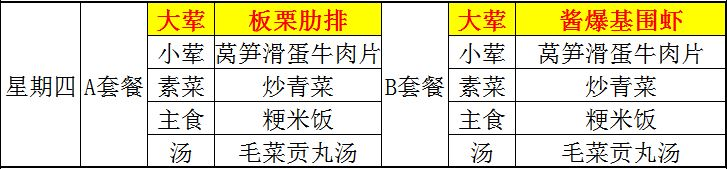 星期四 A套餐 大荤 板栗肋排 B套餐 大荤 酱爆基围虾
小荤 莴笋滑蛋牛肉片 小荤 莴笋滑蛋牛肉片
素菜 炒青菜 素菜 炒青菜
主食 粳米饭 主食 粳米饭
汤 毛菜贡丸汤 汤 毛菜贡丸汤